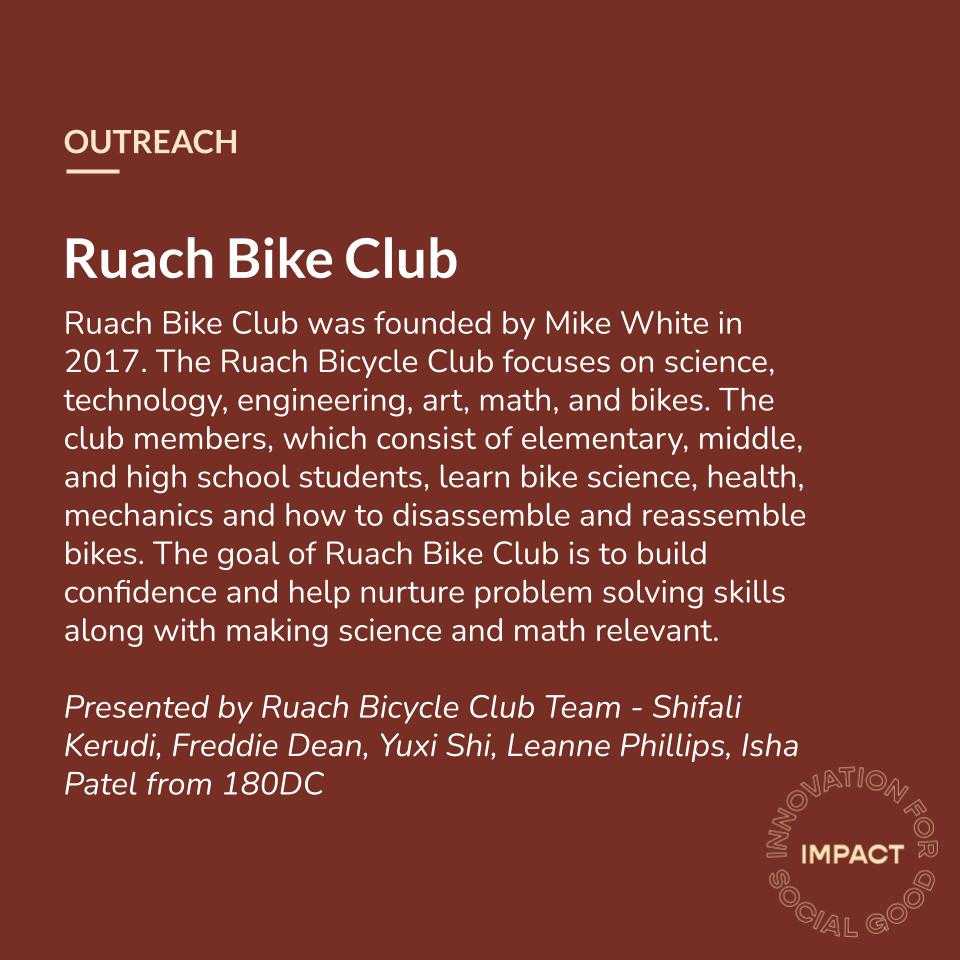 OUTREACH
Ruach Bike Club
Ruach Bike Club was founded by Mike White in
2017. The Ruach Bicycle Club focuses on science,
technology, engineering, art, math, and bikes. The
club members, which consist of elementary, middle,
and high school students, learn bike science, health,
mechanics and how to disassemble and reassemble
bikes. The goal of Ruach Bike Club is to build
confidence and help nurture problem solving skills
along with making science and math relevant.
Presented by Ruach Bicycle Club Team - Shifali
Kerudi, Freddie Dean, Yuxi Shi, Leanne Phillips, Isha
Patel from 180DC
INNOVATION FOR
IMPACT
SOCIAL GOOD